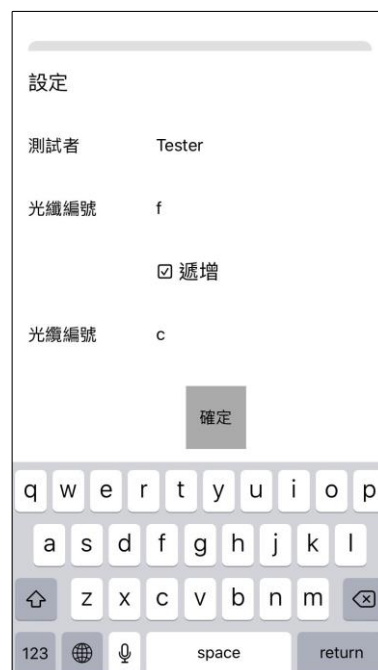 設定
測試者 Tester
光纖編號 f
遞增
光纜編號 c
確定
q w e r t y u i o p
a s d f g h j k l
z x c v b n m
123 space return